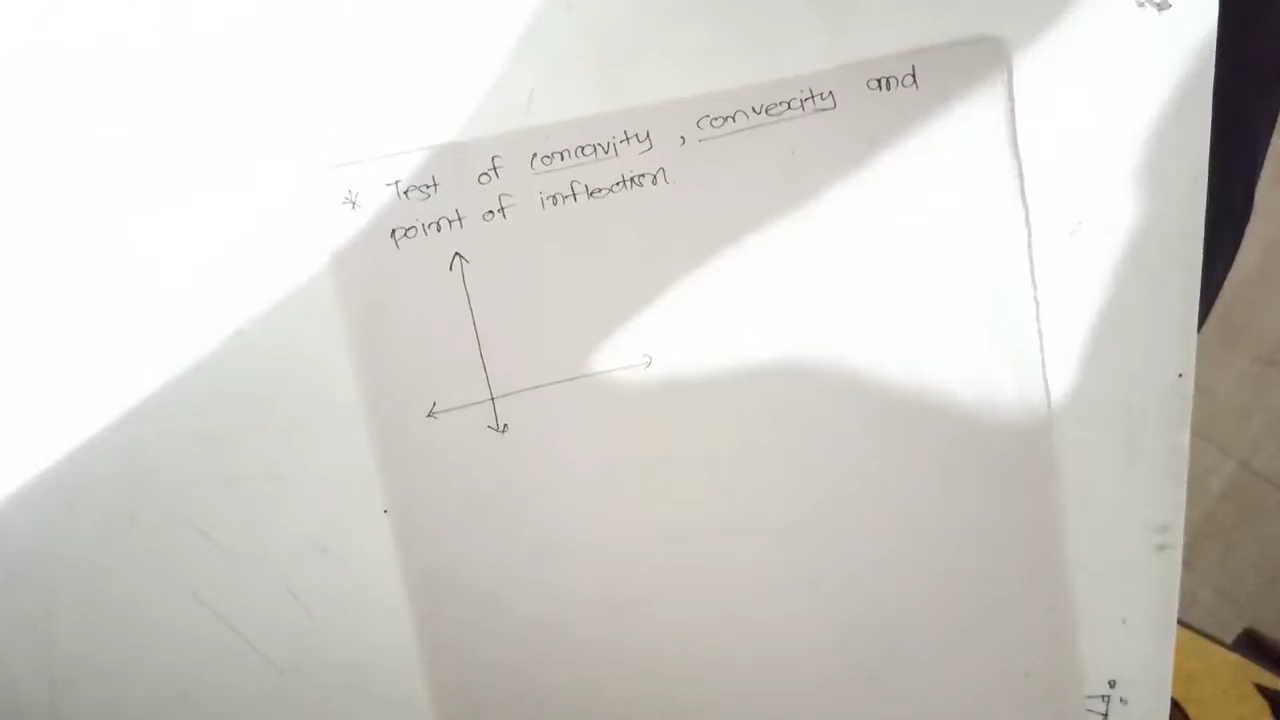 * Test of concavity, convexity and
point of inflection.